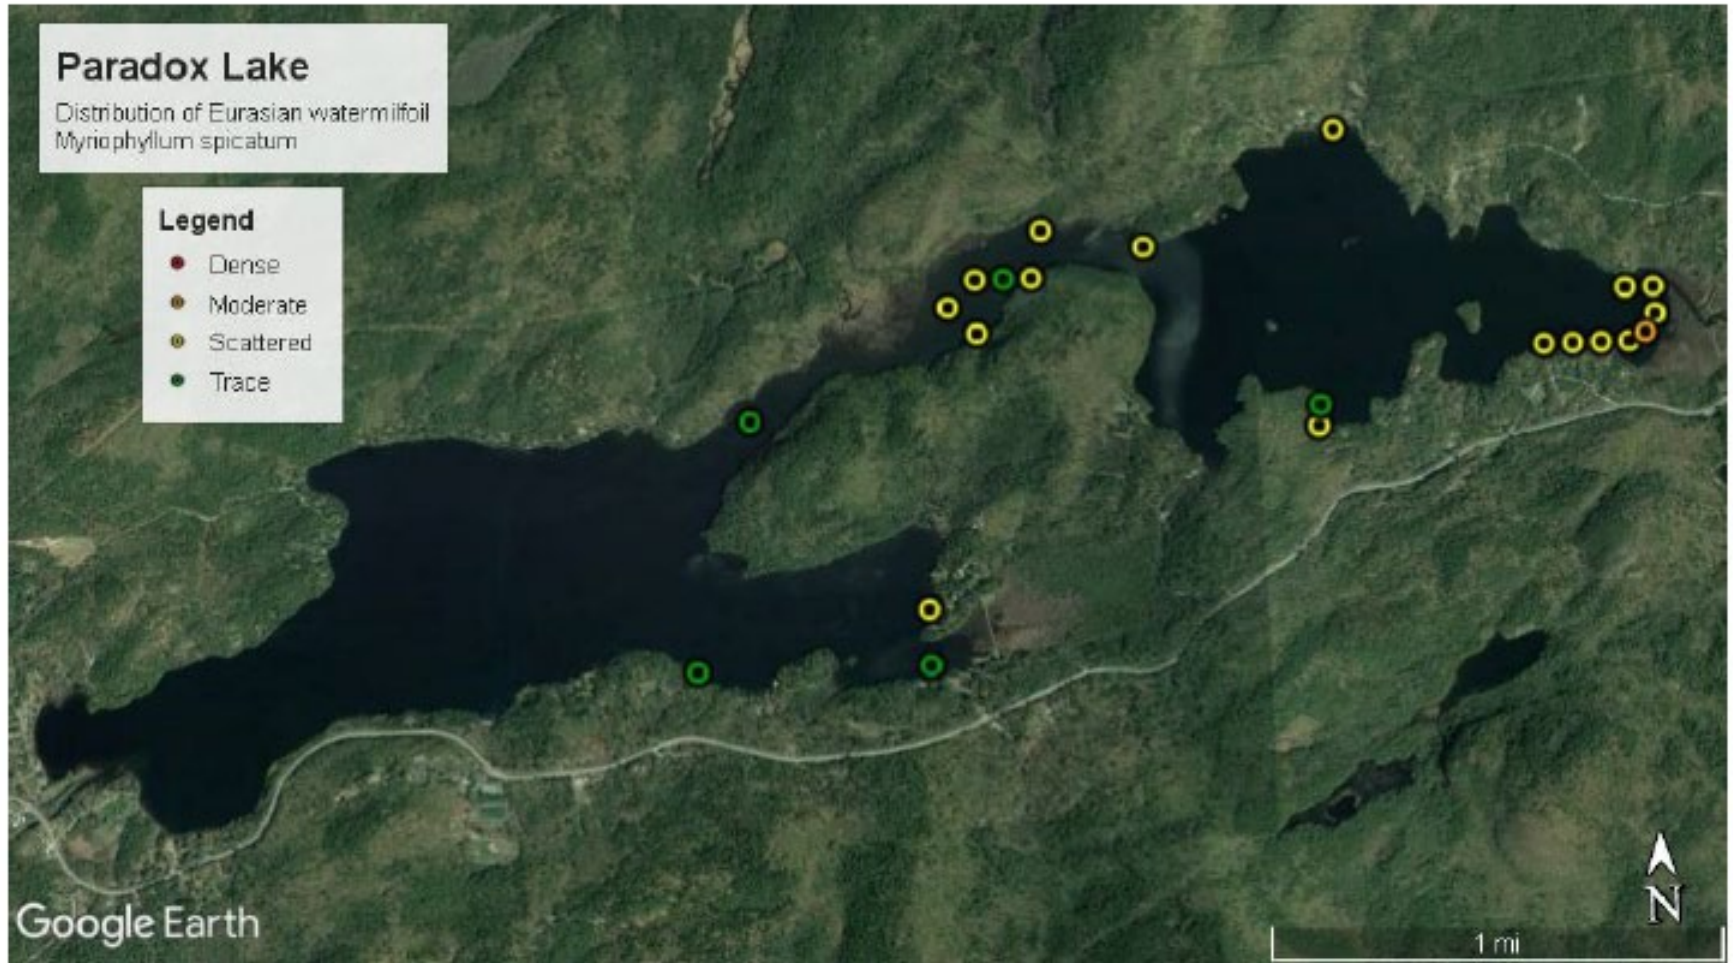 Paradox Lake
Distribution of Eurasian watermilfoil
Myriophyllum spicatum
Legend
Dense
Moderate
Scattered
Trace
N
Google Earth
1 mi